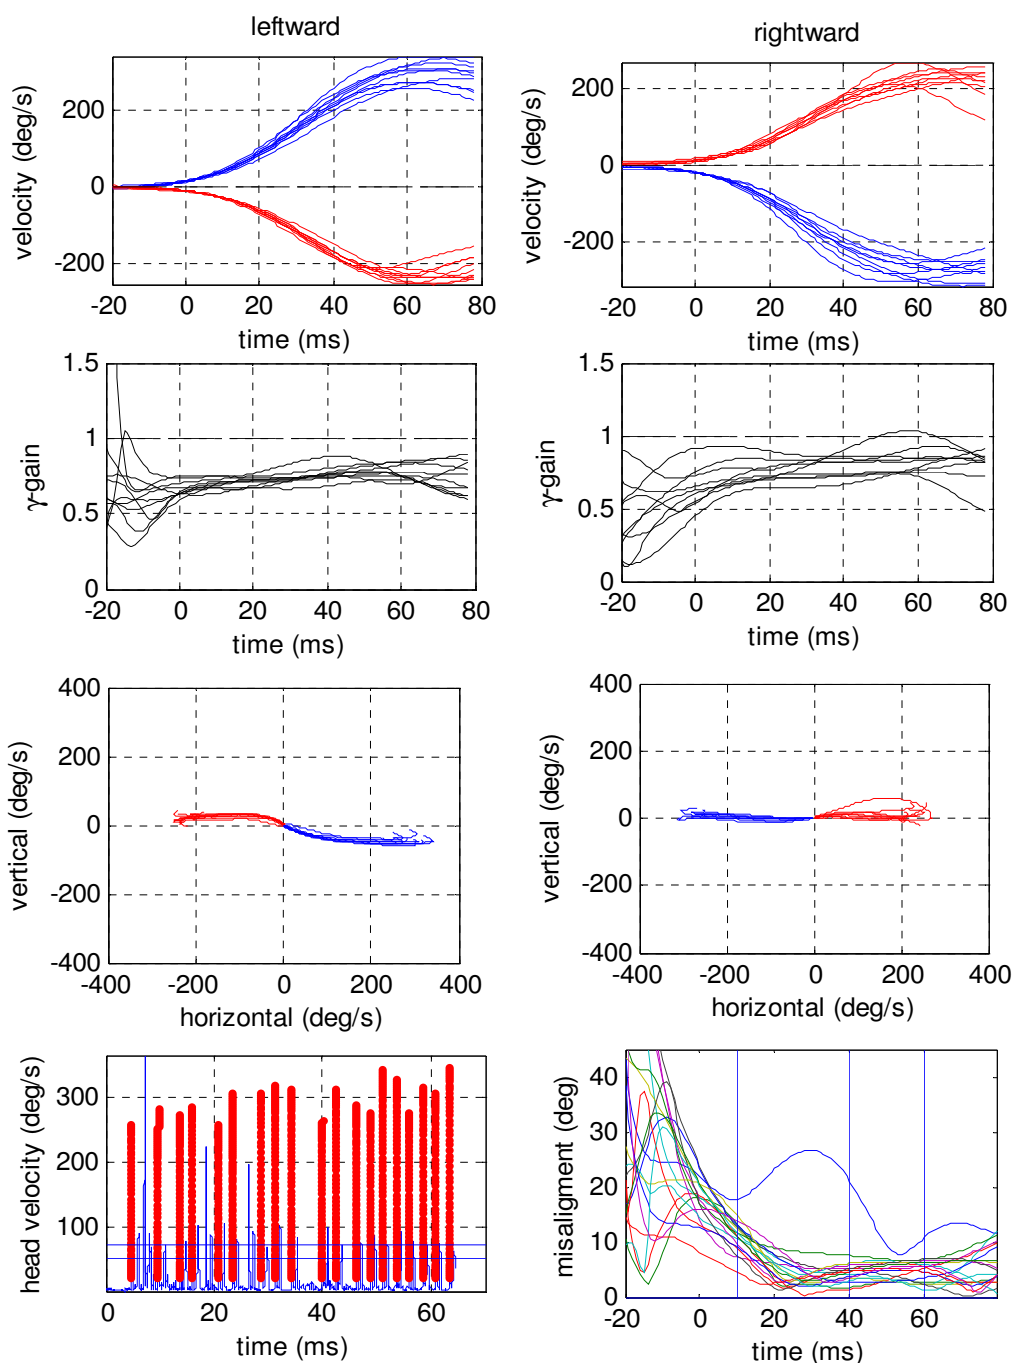 leftward
rightward
velocity (deg/s)
200
0
-200
-20 0 20 40 60 80
time (ms)
velocity (deg/s)
200
0
-200
-20 0 20 40 60 80
time (ms)
γ-gain
1.5
1
0.5
0
-20 0 20 40 60 80
time (ms)
γ-gain
1.5
1
0.5
0
-20 0 20 40 60 80
time (ms)
vertical (deg/s)
400
200
0
-200
-400
-400 -200 0 200 400
horizontal (deg/s)
vertical (deg/s)
400
200
0
-200
-400
-400 -200 0 200 400
horizontal (deg/s)
head velocity (deg/s)
300
200
100
0 20 40 60
time (ms)
misaligment (deg)
40
30
20
10
0
-20 0 20 40 60
time (ms)